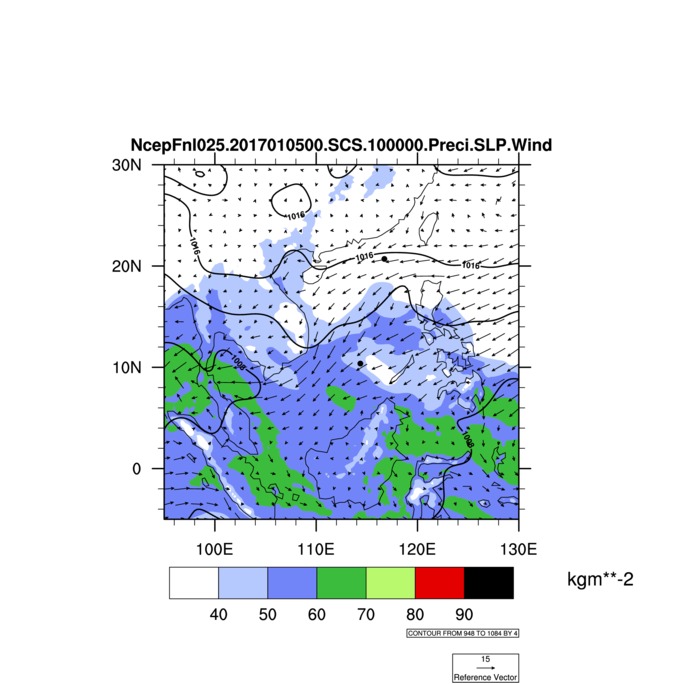 NcepFnl025.2017010500.SCS.100000.Preci.SLP.Wind
30N
1016
1016
1016
1016
20N
10N
1008
1008
0
100E 110E 120E 130E
kgm**-2
40 50 60 70 80 90
CONTOUR FROM 948 TO 1084 BY 4
15
Reference Vector